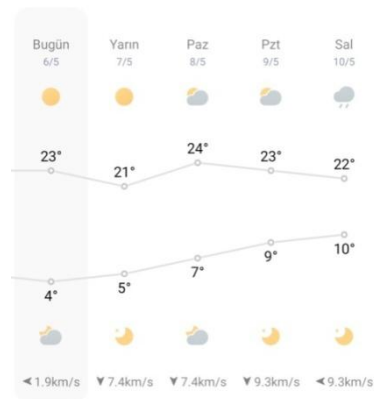 Bugün Yarın Paz Pzt Sal
6/5 7/5 8/5 9/5 10/5
23° 21° 24° 23° 22°
4° 5° 7° 9° 10°
1.9km/s 7.4km/s 7.4km/s 9.3km/s 9.3km/s